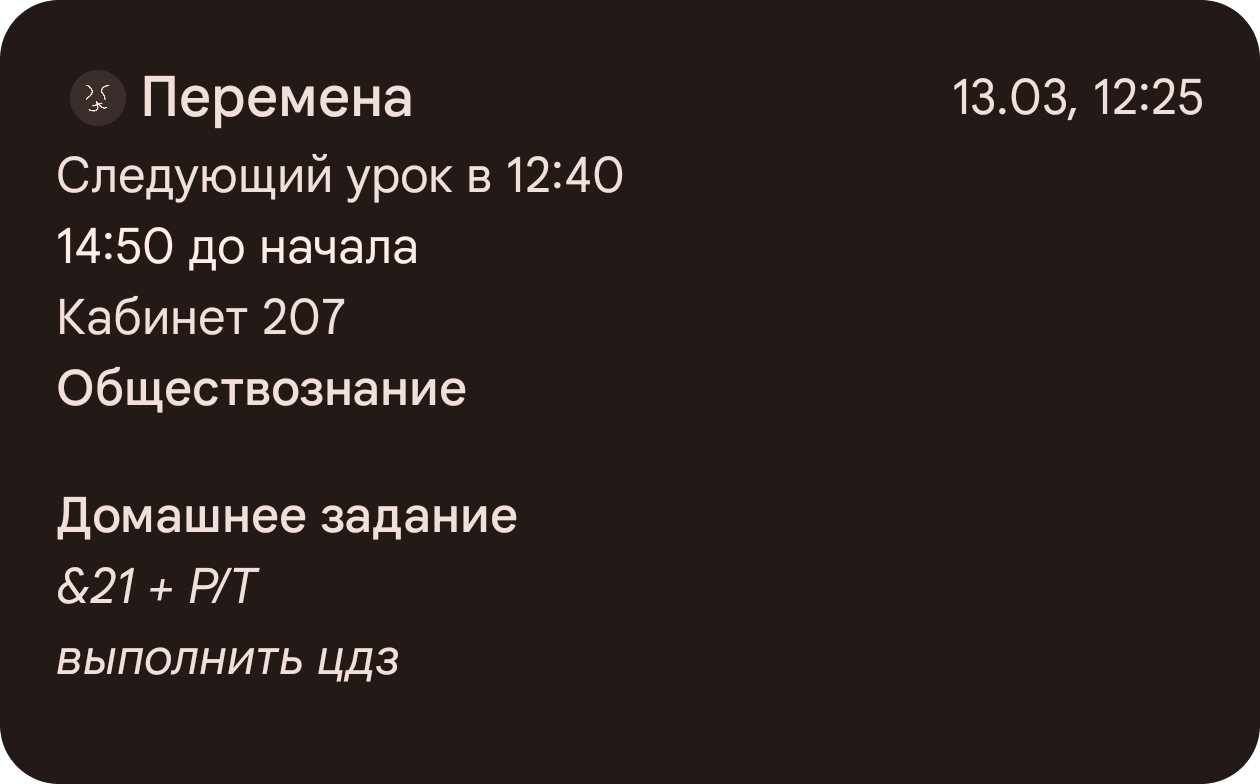 Перемена 13.03, 12:25
Следующий урок в 12:40
14:50 до начала
Кабинет 207
Обществознание
Домашнее задание
&21 + Р/Т
выполнить цдз